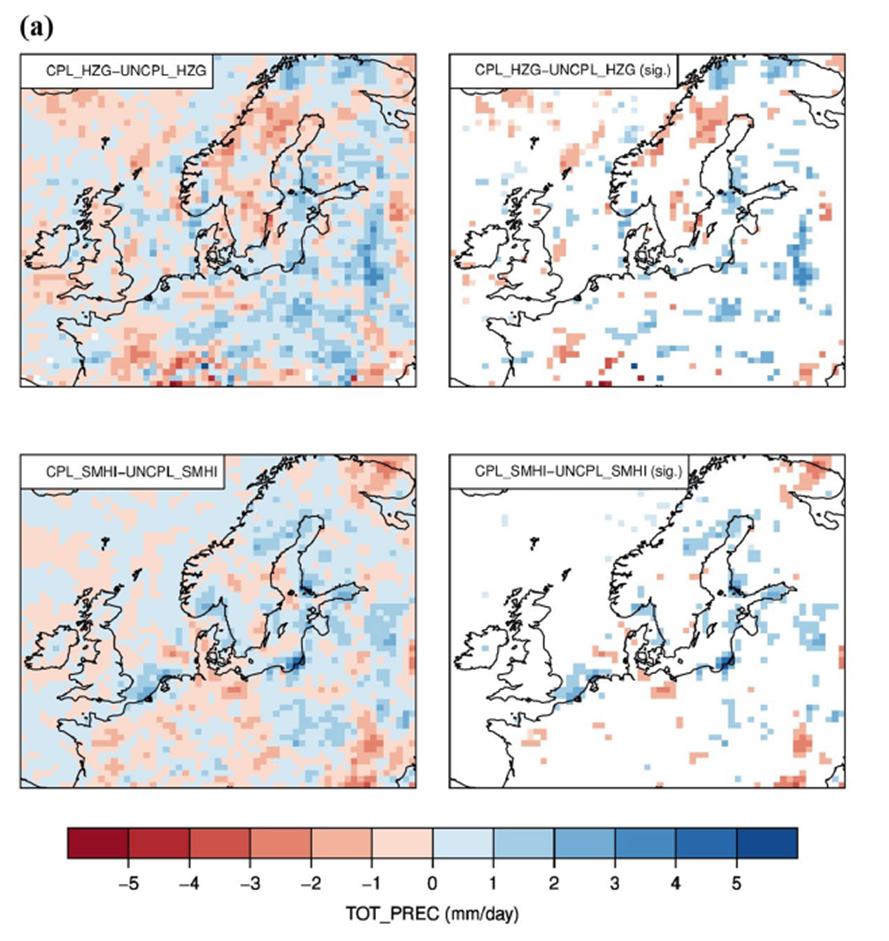 (a)
CPL_HZG−UNCPL_HZG
CPL_HZG−UNCPL_HZG (sig.)
CPL_SMHI−UNCPL_SMHI
CPL_SMHI−UNCPL_SMHI (sig.)
−5 −4 −3 −2 −1 0 1 2 3 4 5
TOT_PREC (mm/day)